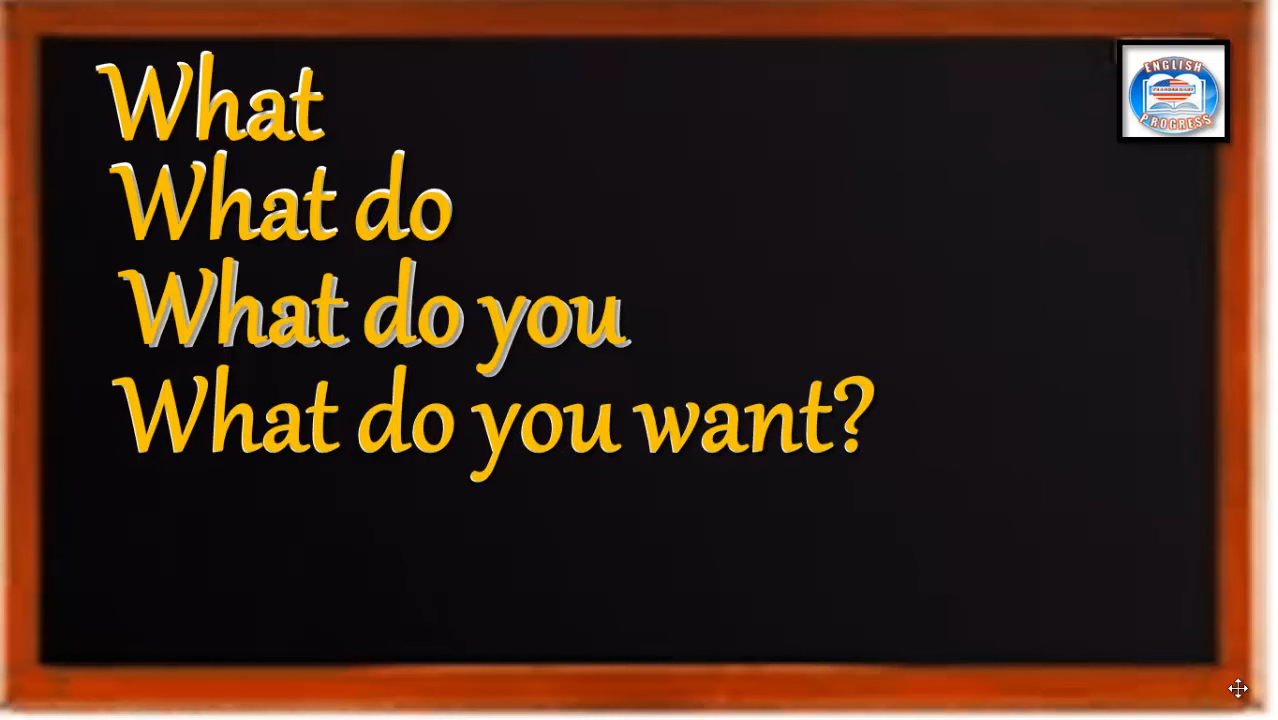 What
What do
What do you
What do you want?
ENGLISH
PROGRESS